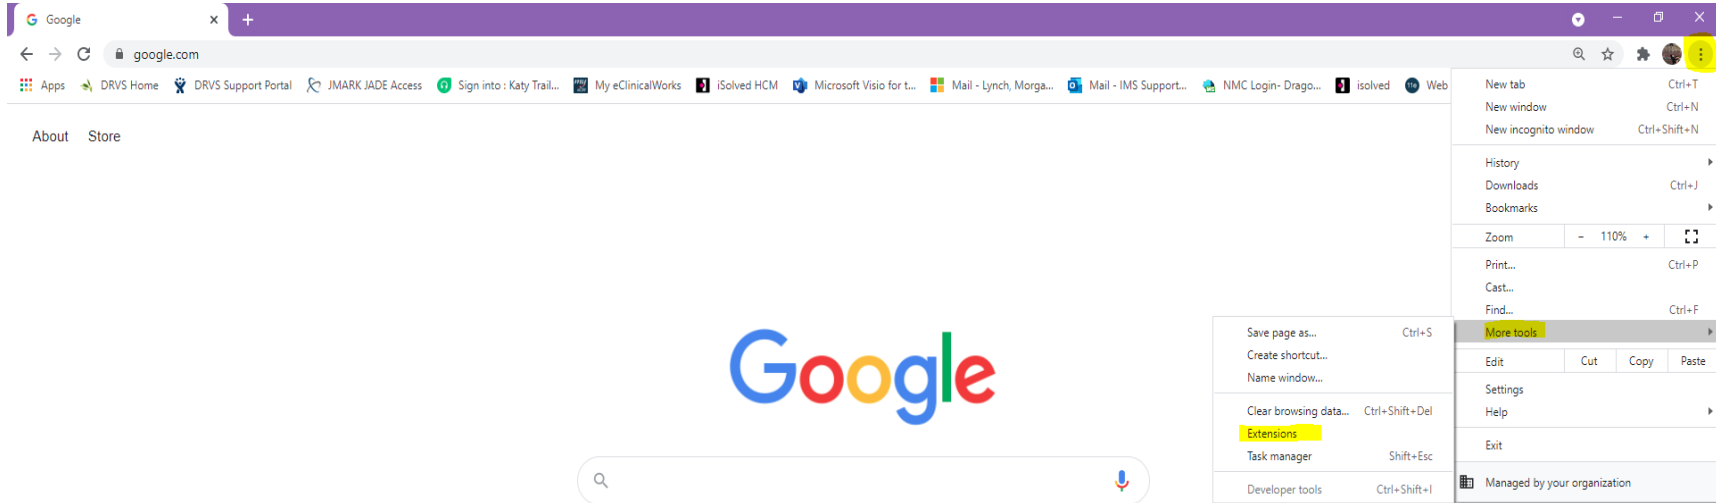 Google
google.com
Apps DRVS Home DRVS Support Portal JMARK JADE Access Sign into : Katy Trail... My eClinicalWorks iSolved HCM Microsoft Visio for t... Mail - Lynch, Morga... Mail - IMS Support... NMC Login- Drago... isolved Web
About Store
New tab Ctrl+T
New window Ctrl+N
New incognito window Ctrl+Shift+N
History
Downloads Ctrl+J
Bookmarks
Zoom - 110% +
Print... Ctrl+P
Cast...
Find... Ctrl+F
More tools
Edit Cut Copy Paste
Settings
Help
Exit
Managed by your organization
Save page as... Ctrl+S
Create shortcut...
Name window...
Clear browsing data... Ctrl+Shift+Del
Extensions
Task manager Shift+Esc
Developer tools Ctrl+Shift+I
Google